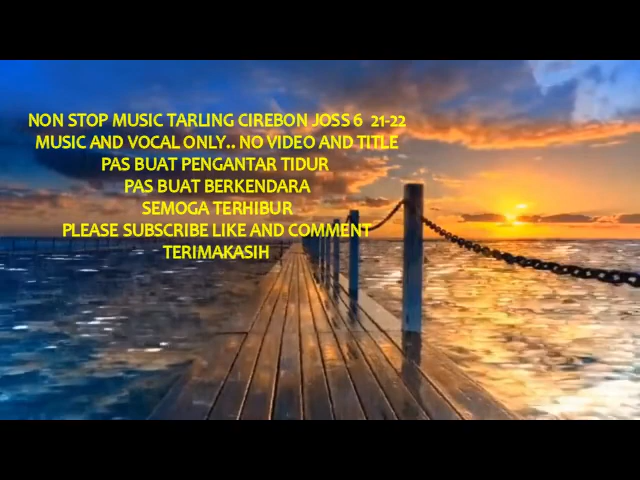 NON STOP MUSIC TARLING CIREBON JOSS 6 21-22
MUSIC AND VOCAL ONLY.. NO VIDEO AND TITLE
PAS BUAT PENGANTAR TIDUR
PAS BUAT BERKENDARA
SEMOGA TERHIBUR
PLEASE SUBSCRIBE LIKE AND COMMENT
TERIMAKASIH